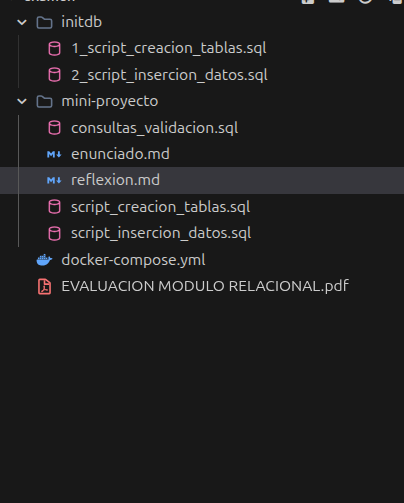 initdb
1_script_creacion_tablas.sql
2_script_insercion_datos.sql
mini-proyecto
consultas_validacion.sql
enunciado.md
reflexion.md
script_creacion_tablas.sql
script_insercion_datos.sql
docker-compose.yml
EVALUACION MODULO RELACIONAL.pdf